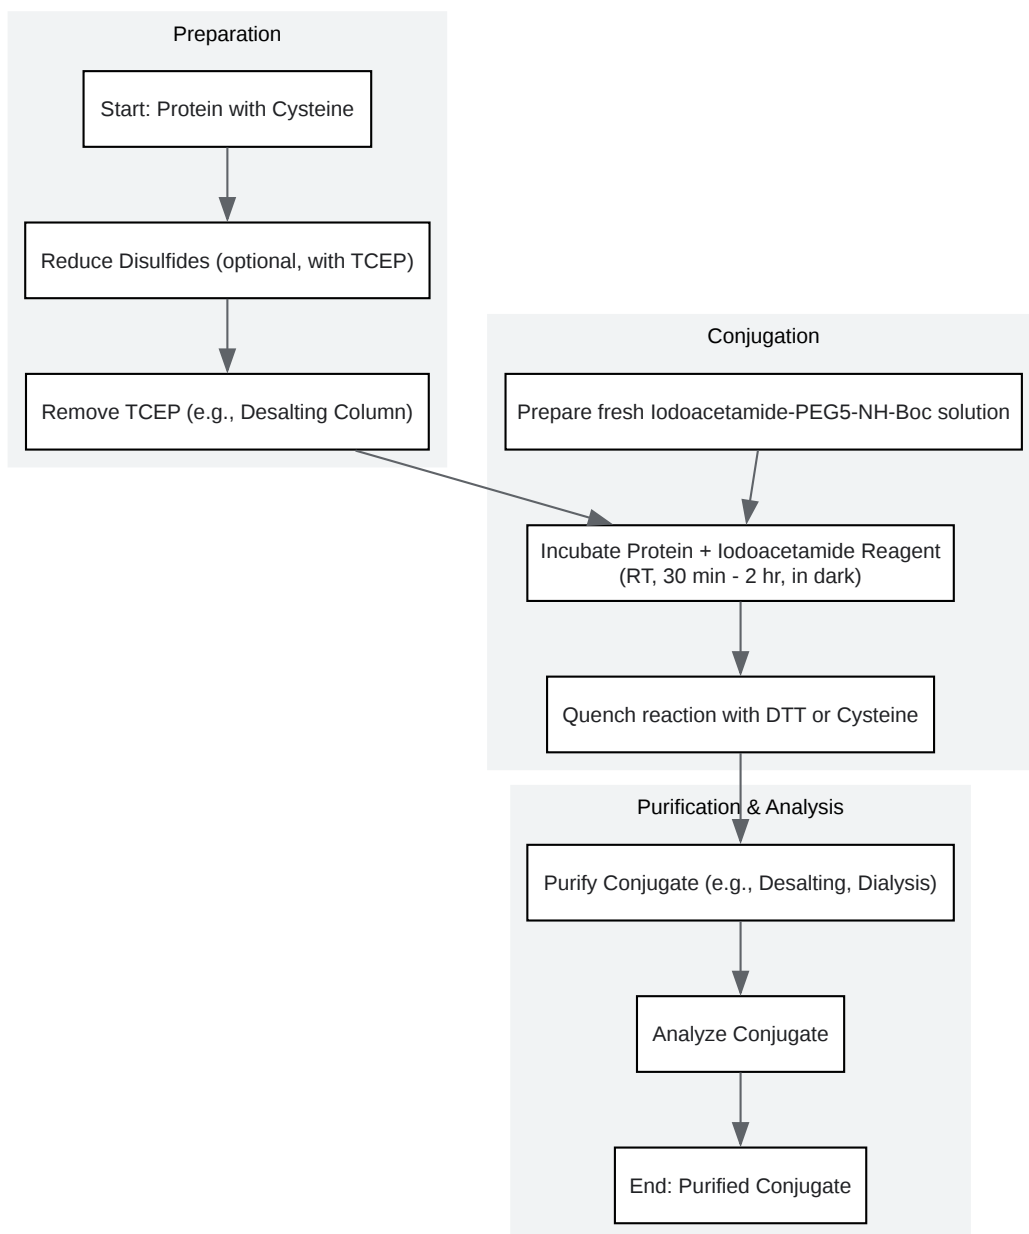 Preparation
Start: Protein with Cysteine
Reduce Disulfides (optional, with TCEP)
Remove TCEP (e.g., Desalting Column)
Conjugation
Prepare fresh Iodoacetamide-PEG5-NH-Boc solution
Incubate Protein + Iodoacetamide Reagent
(RT, 30 min - 2 hr, in dark)
Quench reaction with DTT or Cysteine
Purification & Analysis
Purify Conjugate (e.g., Desalting, Dialysis)
Analyze Conjugate
End: Purified Conjugate